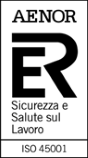 AENOR
ER
Sicurezza e
Salute sul
Lavoro
ISO 45001